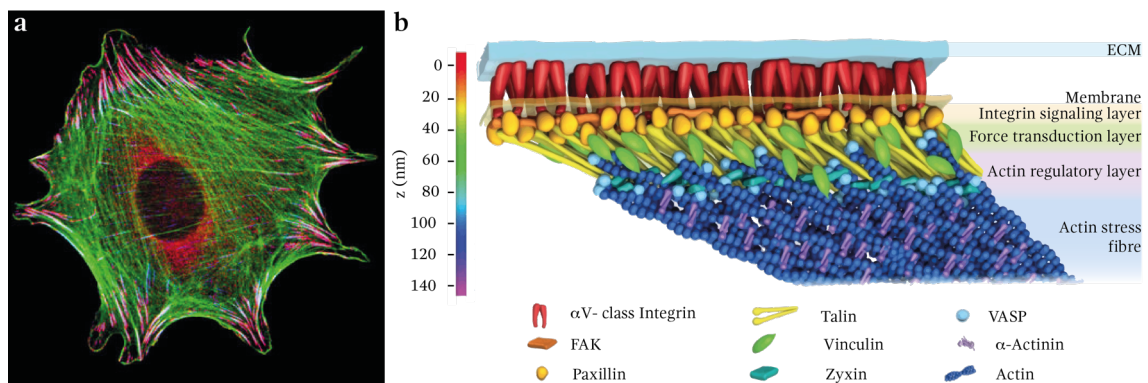 a
b
z (nm)
0
20
40
60
80
100
120
140
ECM
Membrane
Integrin signaling layer
Force transduction layer
Actin regulatory layer
Actin stress
fibre
αV- class Integrin
Talin
VASP
FAK
Vinculin
α-Actinin
Paxillin
Zyxin
Actin